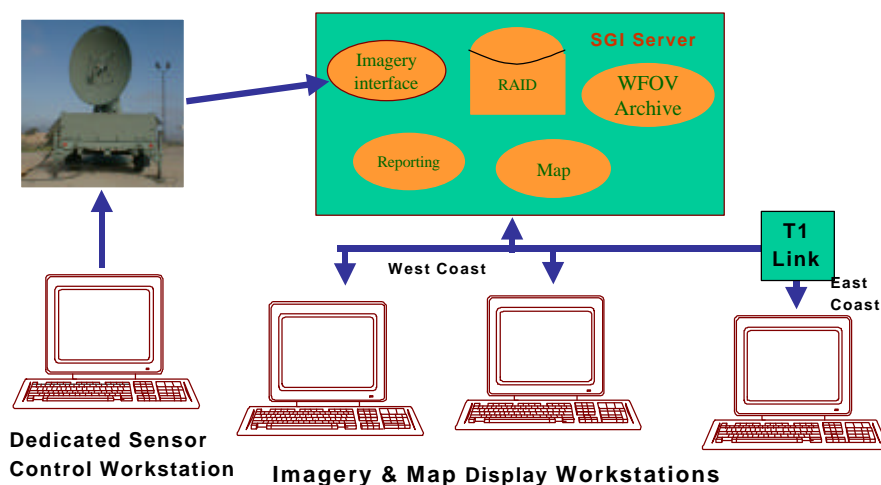 SGI Server
Imagery
interface
RAID
WFOV
Archive
Reporting
Map
T1
Link
West Coast
East
Coast
Dedicated Sensor
Control Workstation
Imagery & Map Display Workstations